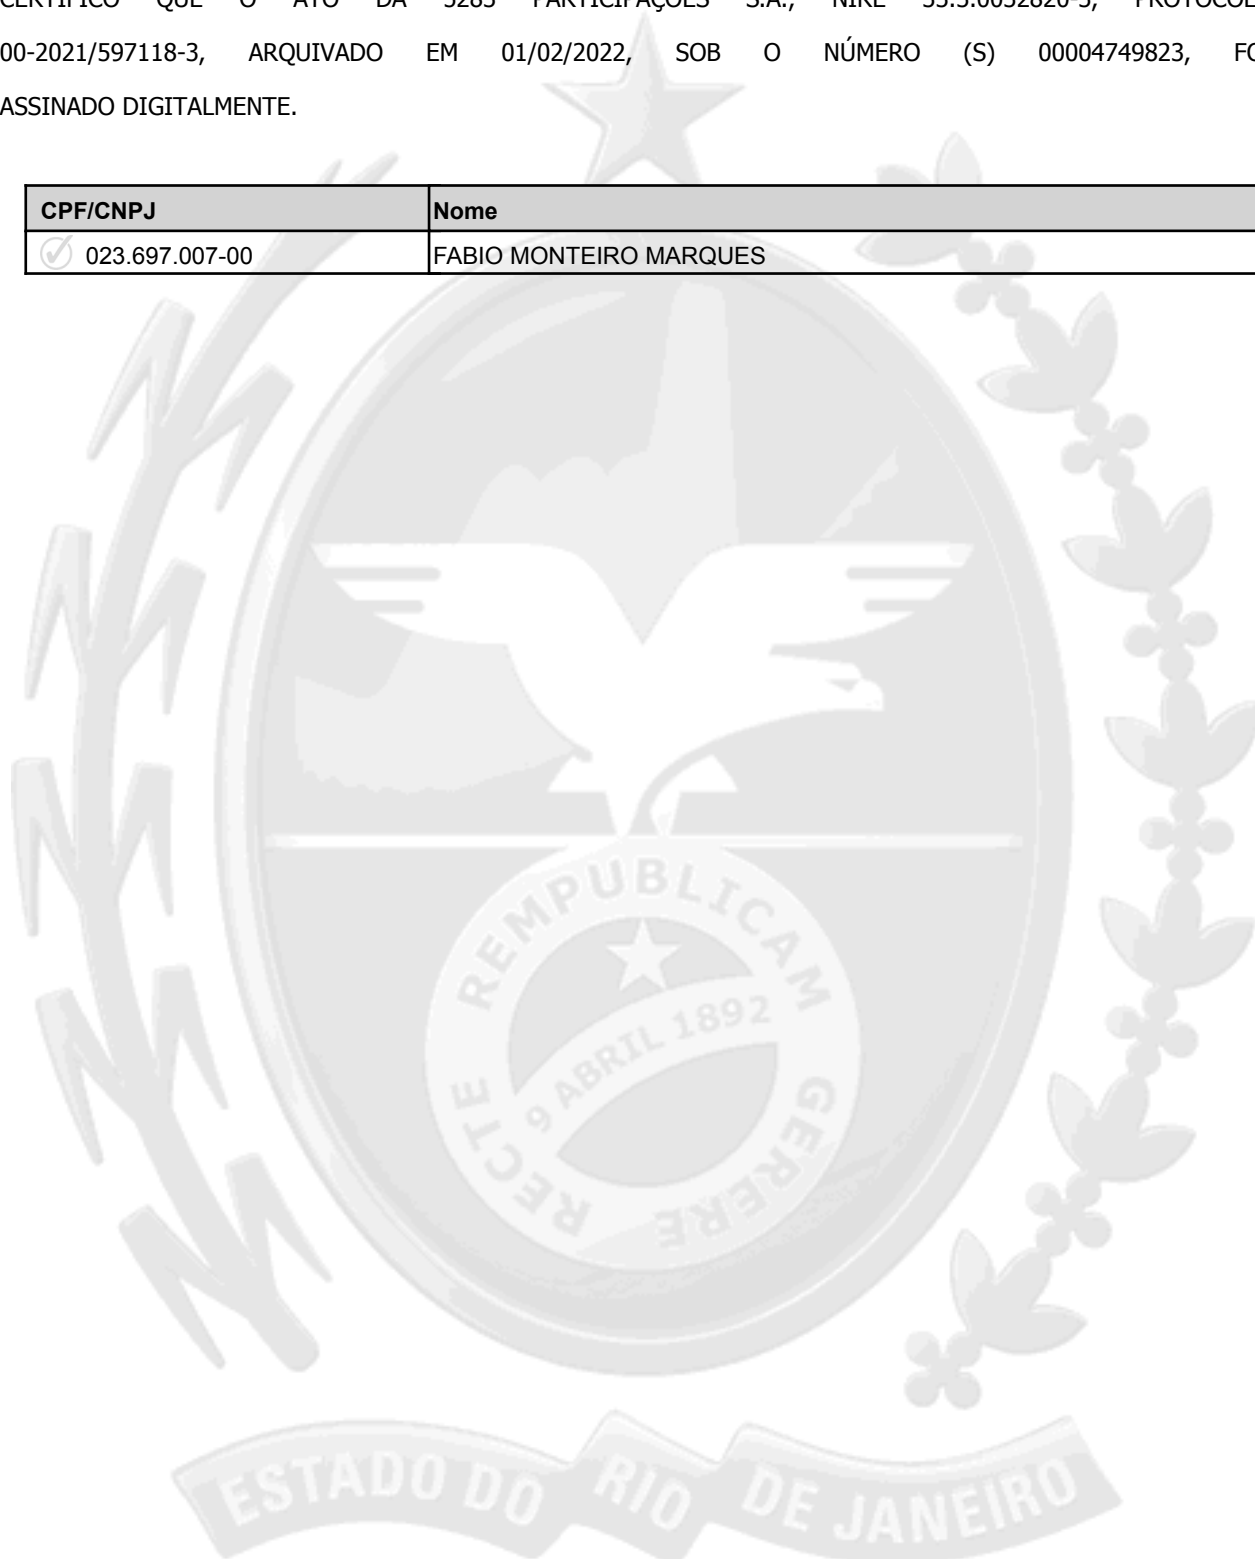 CERTIFICO QUE O ATO DA 5283 PARTICIPAÇÕES S.A., NIRE
00-2021/597118-3, ARQUIVADO EM 01/02/2022, SOB O NÚMERO (S) 00004749823,
ASSINADO DIGITALMENTE.
CPF/CNPJ Nome
023.697.007-00 FABIO MONTEIRO MARQUES
REMPUBLICAM
9 ABRIL 1892
RECTE GERERE
ESTADO DO RIO DE JANEIRO